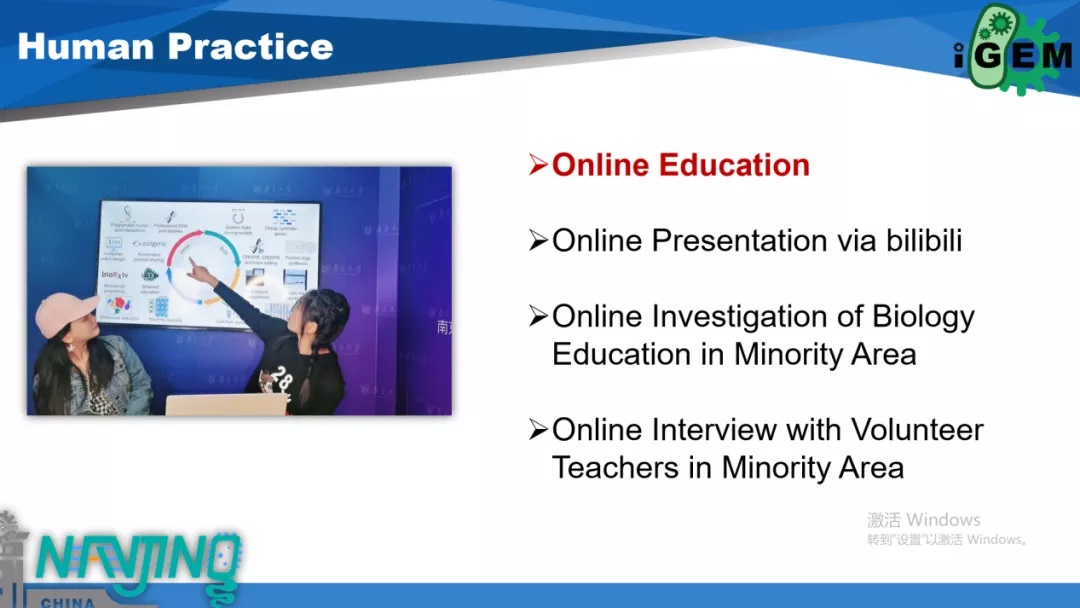 Human Practice
iGEM
➢Online Education
➢Online Presentation via bilibili
➢Online Investigation of Biology
Education in Minority Area
➢Online Interview with Volunteer
Teachers in Minority Area
bioRxiv
28
南京
激活 Windows
转到"设置"以激活 Windows。
NANJING
CHINA